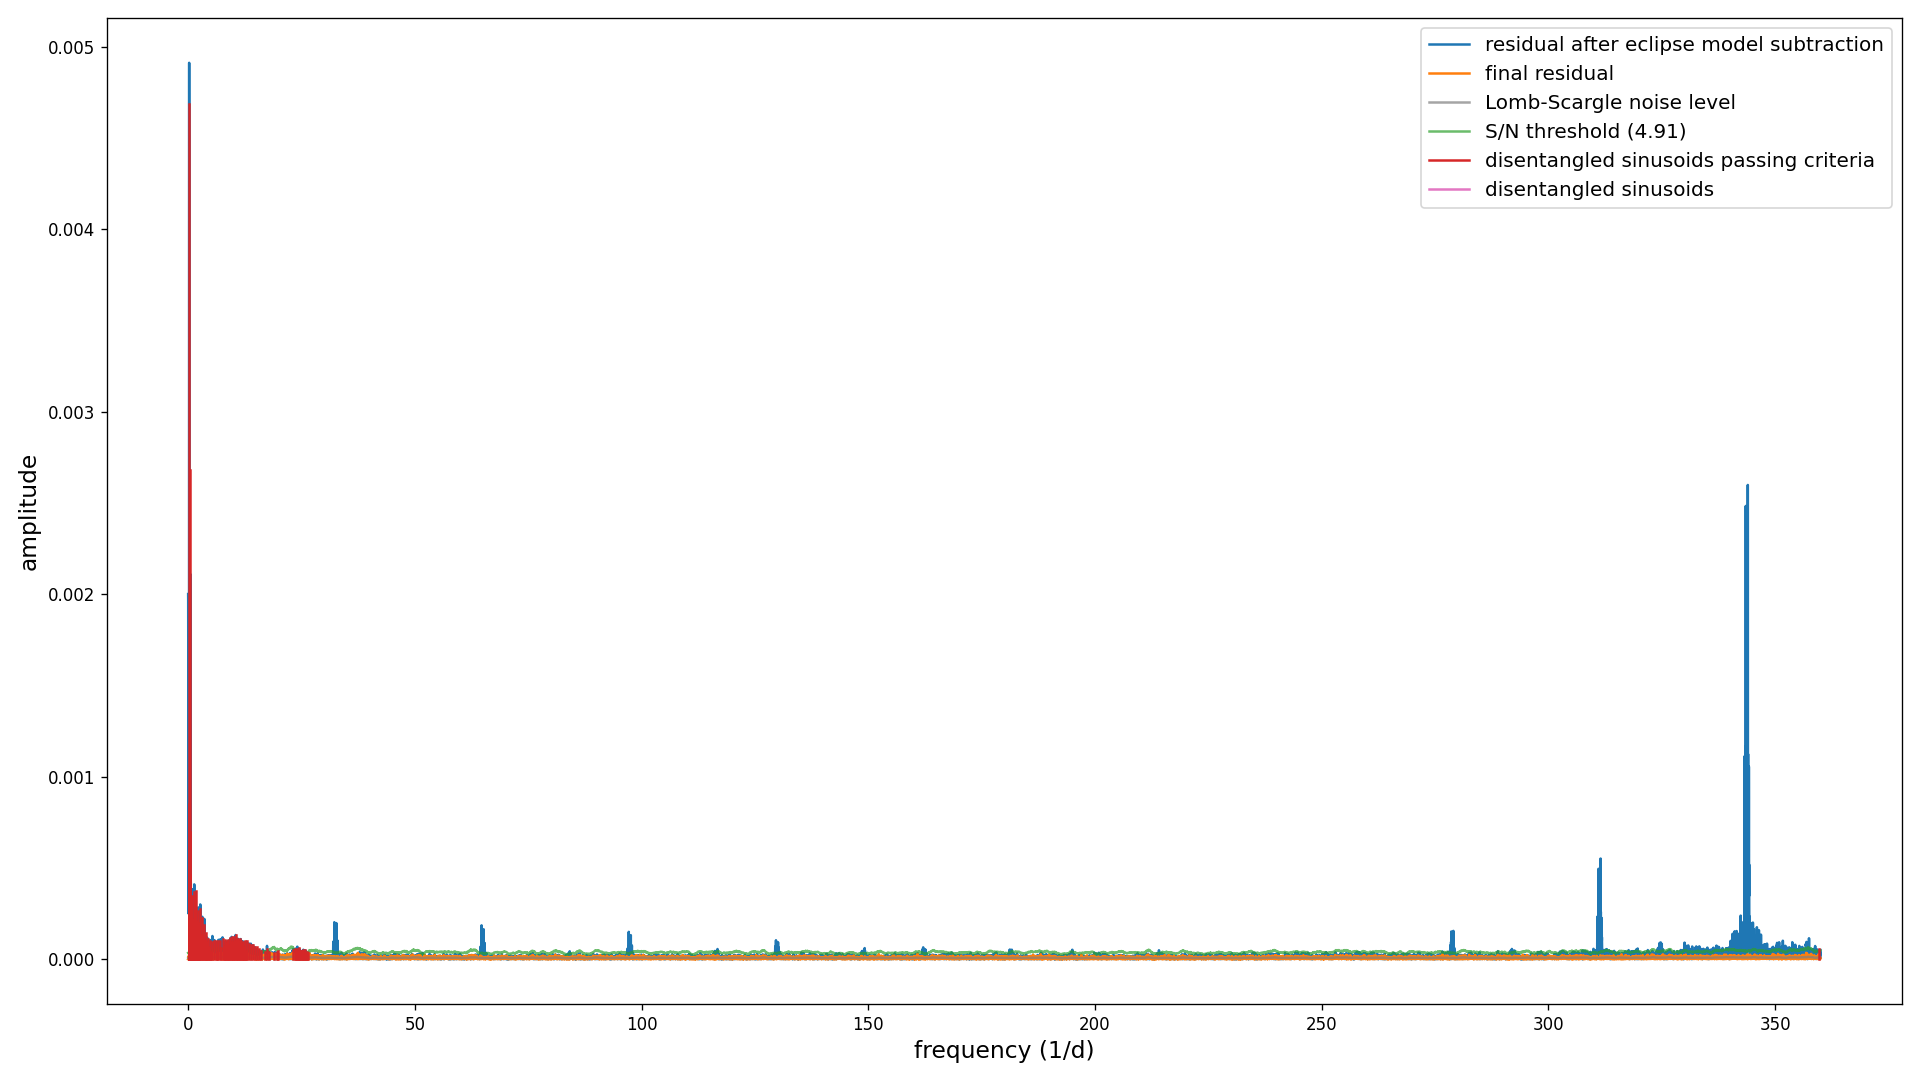 residual after eclipse model subtraction
final residual
Lomb-Scargle noise level
S/N threshold (4.91)
disentangled sinusoids passing criteria
disentangled sinusoids
amplitude
0.005
0.004
0.003
0.002
0.001
0.000
0 50 100 150 200 250 300 350
frequency (1/d)